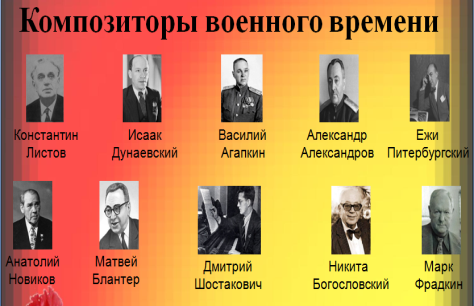 Композиторы военного времени
Константин Листов
Исаак Дунаевский
Василий Агапкин
Александр Александров
Ежи Питербургский
Анатолий Новиков
Матвей Блантер
Дмитрий Шостакович
Никита Богословский
Марк Фрадкин